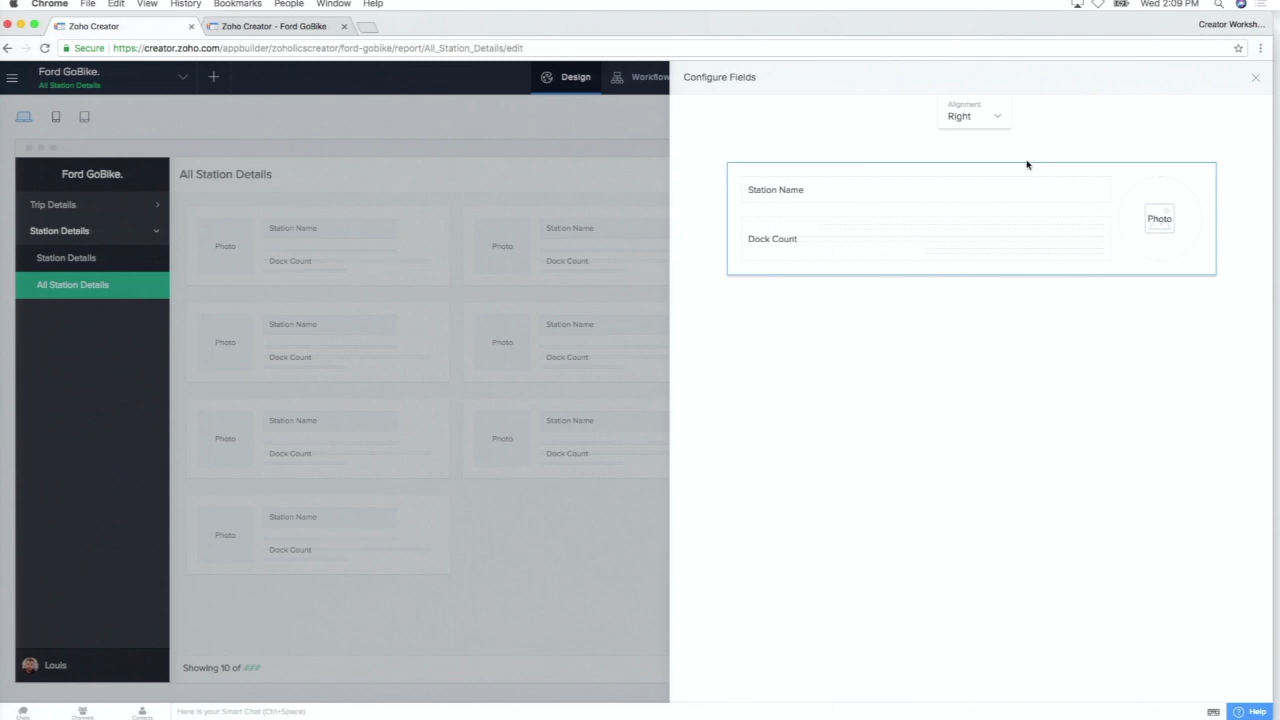 Chrome File Edit View History Bookmarks People Window Help Wed 2:09 PM
Zoho Creator Zoho Creator - Ford GoBike Creator Worksh...
Secure https://creator.zoho.com/appbuilder/zoholicscreator/ford-gobike/report/All_Station_Details/edit
Ford GoBike.
All Station Details
Design
Workflow
Configure Fields
Alignment
Right
Ford GoBike.
Trip Details
Station Details
Station Details
All Station Details
All Station Details
Photo
Station Name
Dock Count
Photo
Station Name
Dock Count
Photo
Station Name
Dock Count
Photo
Station Name
Dock Count
Photo
Station Name
Dock Count
Photo
Station Name
Dock Count
Photo
Station Name
Dock Count
Showing 10 of ###
Station Name
Dock Count
Photo
Louis
Chats
Channels
Contacts
Here is your Smart Chat (Ctrl+Space)
Help